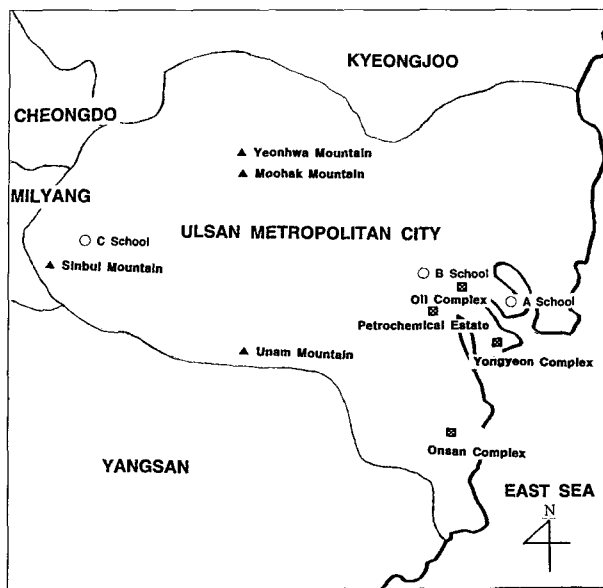 KYEONGJOO
CHEONGDO
Yeonhwa Mountain
Moohak Mountain
MILYANG
ULSAN METROPOLITAN CITY
C School
Sinbul Mountain
B School
Oil Complex
A School
Petrochemical Estate
Unam Mountain
Yongyeon Complex
Onsan Complex
YANGSAN
EAST SEA
N